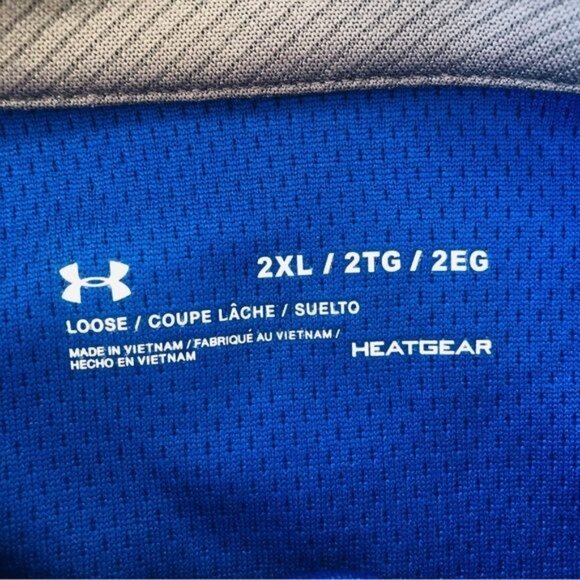 2XL / 2TG / 2EG
LOOSE / COUPE LÂCHE / SUELTO
MADE IN VIETNAM / FABRIQUÉ AU VIETNAM /
HECHO EN VIETNAM
HEATGEAR